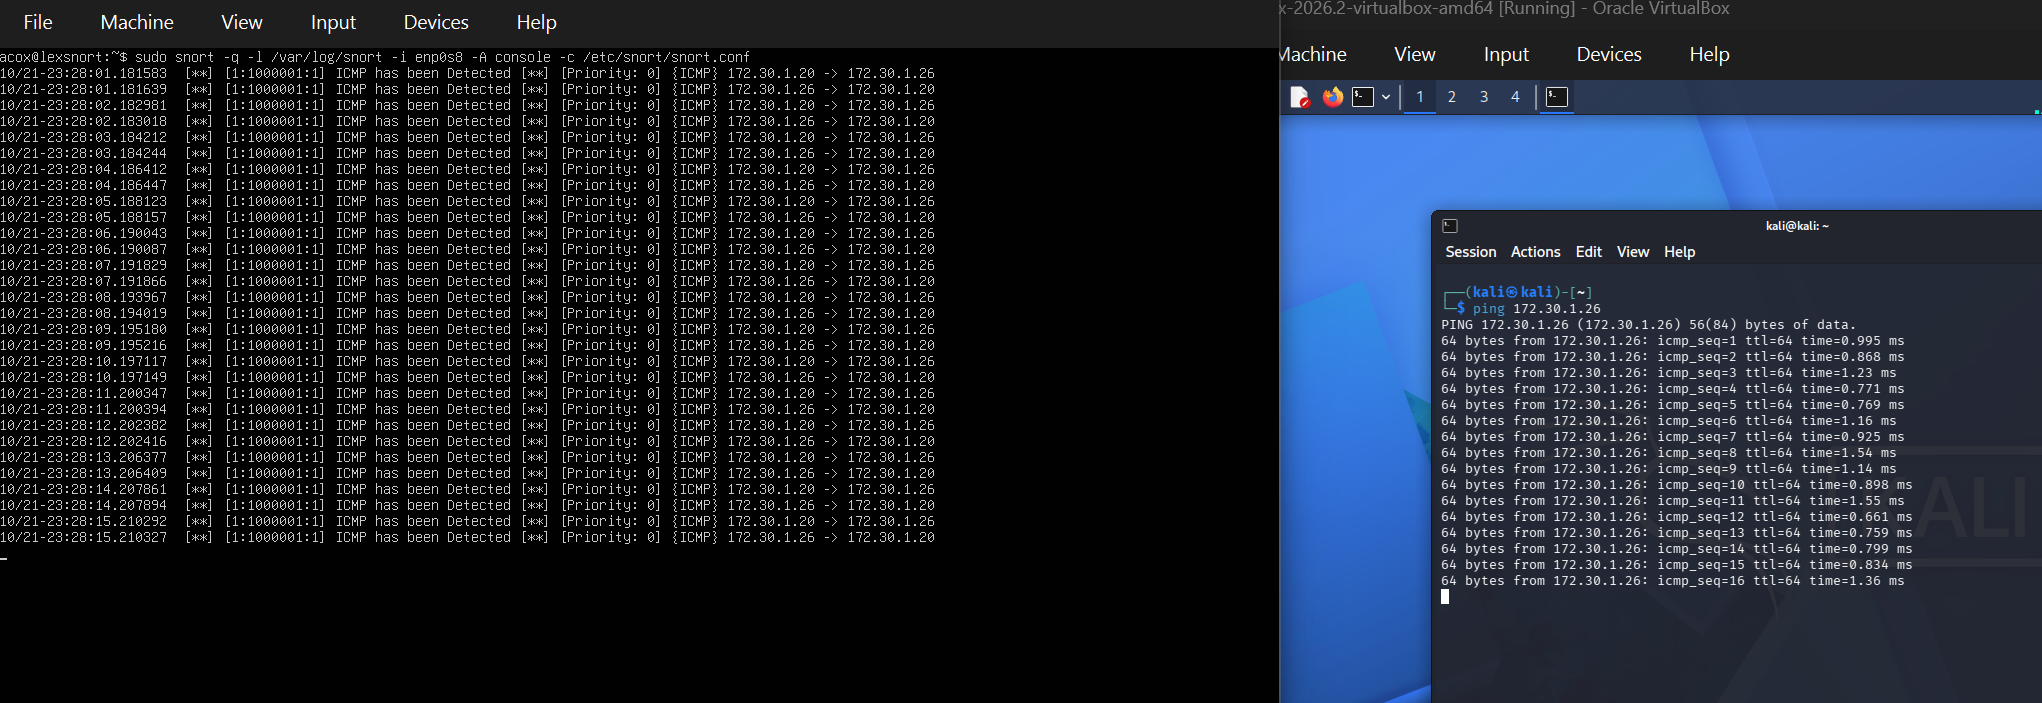 File Machine View Input Devices Help
acox@lexsnort:~$ sudo snort -q -l /var/log/snort -i enp0s8 -A console -c /etc/snort/snort.conf
10/21-23:28:01.181583 [**] [1:1000001:1] ICMP has been Detected [**] [Priority: 0] {ICMP} 172.30.1.20 -> 172.30.1.26
10/21-23:28:01.181639 [**] [1:1000001:1] ICMP has been Detected [**] [Priority: 0] {ICMP} 172.30.1.26 -> 172.30.1.20
10/21-23:28:02.182981 [**] [1:1000001:1] ICMP has been Detected [**] [Priority: 0] {ICMP} 172.30.1.20 -> 172.30.1.26
10/21-23:28:02.183018 [**] [1:1000001:1] ICMP has been Detected [**] [Priority: 0] {ICMP} 172.30.1.26 -> 172.30.1.20
10/21-23:28:03.184212 [**] [1:1000001:1] ICMP has been Detected [**] [Priority: 0] {ICMP} 172.30.1.20 -> 172.30.1.26
10/21-23:28:03.184244 [**] [1:1000001:1] ICMP has been Detected [**] [Priority: 0] {ICMP} 172.30.1.26 -> 172.30.1.20
10/21-23:28:04.186412 [**] [1:1000001:1] ICMP has been Detected [**] [Priority: 0] {ICMP} 172.30.1.20 -> 172.30.1.26
10/21-23:28:04.186447 [**] [1:1000001:1] ICMP has been Detected [**] [Priority: 0] {ICMP} 172.30.1.26 -> 172.30.1.20
10/21-23:28:05.188123 [**] [1:1000001:1] ICMP has been Detected [**] [Priority: 0] {ICMP} 172.30.1.20 -> 172.30.1.26
10/21-23:28:05.188157 [**] [1:1000001:1] ICMP has been Detected [**] [Priority: 0] {ICMP} 172.30.1.26 -> 172.30.1.20
10/21-23:28:06.190043 [**] [1:1000001:1] ICMP has been Detected [**] [Priority: 0] {ICMP} 172.30.1.20 -> 172.30.1.26
10/21-23:28:06.190087 [**] [1:1000001:1] ICMP has been Detected [**] [Priority: 0] {ICMP} 172.30.1.26 -> 172.30.1.20
10/21-23:28:07.191829 [**] [1:1000001:1] ICMP has been Detected [**] [Priority: 0] {ICMP} 172.30.1.20 -> 172.30.1.26
10/21-23:28:07.191866 [**] [1:1000001:1] ICMP has been Detected [**] [Priority: 0] {ICMP} 172.30.1.26 -> 172.30.1.20
10/21-23:28:08.193967 [**] [1:1000001:1] ICMP has been Detected [**] [Priority: 0] {ICMP} 172.30.1.20 -> 172.30.1.26
10/21-23:28:08.194019 [**] [1:1000001:1] ICMP has been Detected [**] [Priority: 0] {ICMP} 172.30.1.26 -> 172.30.1.20
10/21-23:28:09.195180 [**] [1:1000001:1] ICMP has been Detected [**] [Priority: 0] {ICMP} 172.30.1.20 -> 172.30.1.26
10/21-23:28:09.195216 [**] [1:1000001:1] ICMP has been Detected [**] [Priority: 0] {ICMP} 172.30.1.26 -> 172.30.1.20
10/21-23:28:10.197117 [**] [1:1000001:1] ICMP has been Detected [**] [Priority: 0] {ICMP} 172.30.1.20 -> 172.30.1.26
10/21-23:28:10.197149 [**] [1:1000001:1] ICMP has been Detected [**] [Priority: 0] {ICMP} 172.30.1.26 -> 172.30.1.20
10/21-23:28:11.200347 [**] [1:1000001:1] ICMP has been Detected [**] [Priority: 0] {ICMP} 172.30.1.20 -> 172.30.1.26
10/21-23:28:11.200394 [**] [1:1000001:1] ICMP has been Detected [**] [Priority: 0] {ICMP} 172.30.1.26 -> 172.30.1.20
10/21-23:28:12.202382 [**] [1:1000001:1] ICMP has been Detected [**] [Priority: 0] {ICMP} 172.30.1.20 -> 172.30.1.26
10/21-23:28:12.202416 [**] [1:1000001:1] ICMP has been Detected [**] [Priority: 0] {ICMP} 172.30.1.26 -> 172.30.1.20
10/21-23:28:13.206377 [**] [1:1000001:1] ICMP has been Detected [**] [Priority: 0] {ICMP} 172.30.1.20 -> 172.30.1.26
10/21-23:28:13.206409 [**] [1:1000001:1] ICMP has been Detected [**] [Priority: 0] {ICMP} 172.30.1.26 -> 172.30.1.20
10/21-23:28:14.207861 [**] [1:1000001:1] ICMP has been Detected [**] [Priority: 0] {ICMP} 172.30.1.20 -> 172.30.1.26
10/21-23:28:14.207894 [**] [1:1000001:1] ICMP has been Detected [**] [Priority: 0] {ICMP} 172.30.1.26 -> 172.30.1.20
10/21-23:28:15.210292 [**] [1:1000001:1] ICMP has been Detected [**] [Priority: 0] {ICMP} 172.30.1.20 -> 172.30.1.26
10/21-23:28:15.210327 [**] [1:1000001:1] ICMP has been Detected [**] [Priority: 0] {ICMP} 172.30.1.26 -> 172.30.1.20
x-2026.2-virtualbox-amd64 [Running] - Oracle VirtualBox
Machine View Input Devices Help
1 2 3 4
kali@kali: ~
Session Actions Edit View Help
┌──(kali㉿kali)-[~]
└─$ ping 172.30.1.26
PING 172.30.1.26 (172.30.1.26) 56(84) bytes of data.
64 bytes from 172.30.1.26: icmp_seq=1 ttl=64 time=0.995 ms
64 bytes from 172.30.1.26: icmp_seq=2 ttl=64 time=0.868 ms
64 bytes from 172.30.1.26: icmp_seq=3 ttl=64 time=1.23 ms
64 bytes from 172.30.1.26: icmp_seq=4 ttl=64 time=0.771 ms
64 bytes from 172.30.1.26: icmp_seq=5 ttl=64 time=0.769 ms
64 bytes from 172.30.1.26: icmp_seq=6 ttl=64 time=1.16 ms
64 bytes from 172.30.1.26: icmp_seq=7 ttl=64 time=0.925 ms
64 bytes from 172.30.1.26: icmp_seq=8 ttl=64 time=1.54 ms
64 bytes from 172.30.1.26: icmp_seq=9 ttl=64 time=1.14 ms
64 bytes from 172.30.1.26: icmp_seq=10 ttl=64 time=0.898 ms
64 bytes from 172.30.1.26: icmp_seq=11 ttl=64 time=1.55 ms
64 bytes from 172.30.1.26: icmp_seq=12 ttl=64 time=0.661 ms
64 bytes from 172.30.1.26: icmp_seq=13 ttl=64 time=0.759 ms
64 bytes from 172.30.1.26: icmp_seq=14 ttl=64 time=0.799 ms
64 bytes from 172.30.1.26: icmp_seq=15 ttl=64 time=0.834 ms
64 bytes from 172.30.1.26: icmp_seq=16 ttl=64 time=1.36 ms
KALI